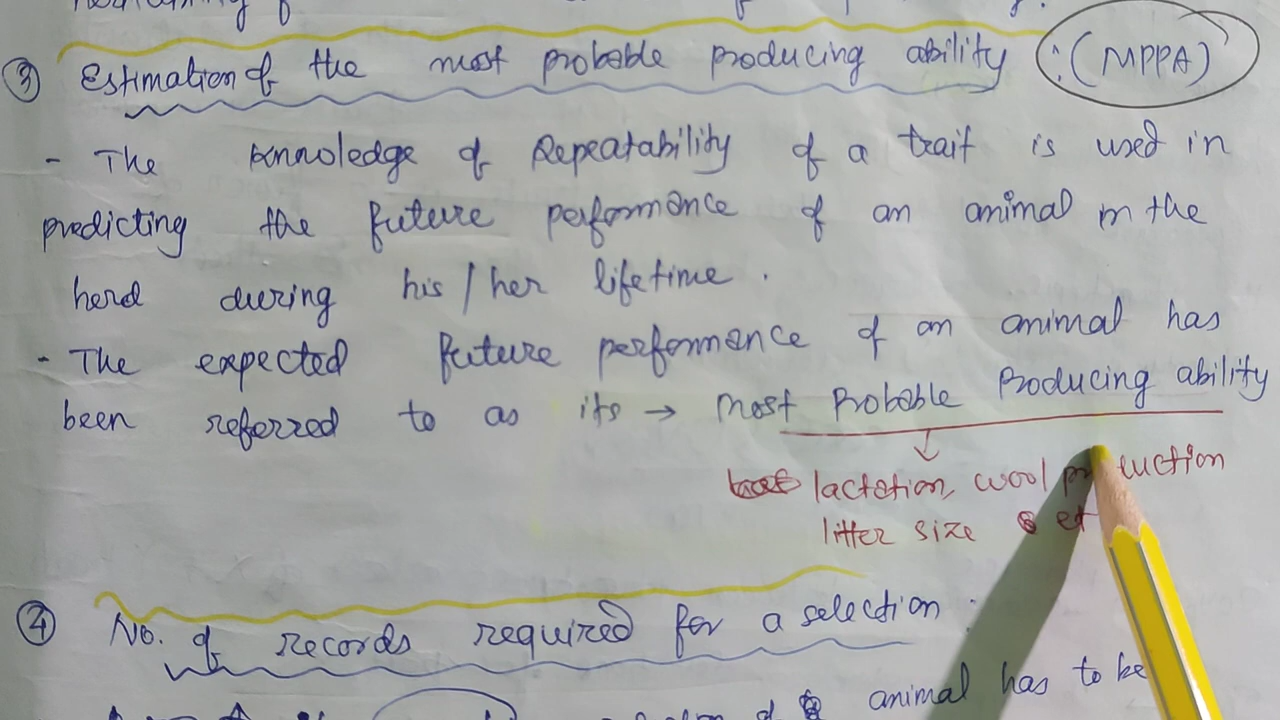 ③ Estimation of the most probable producing ability : (MPPA)
- The knowledge of Repeatability of a trait is used in
predicting the future performance of an animal in the
herd during his / her lifetime .
- The expected future performance of an animal has
been referred to as its → most Probable Producing ability
↓
lactation, wool production
litter size et
④ No. of records required for a selection :
animal has to be